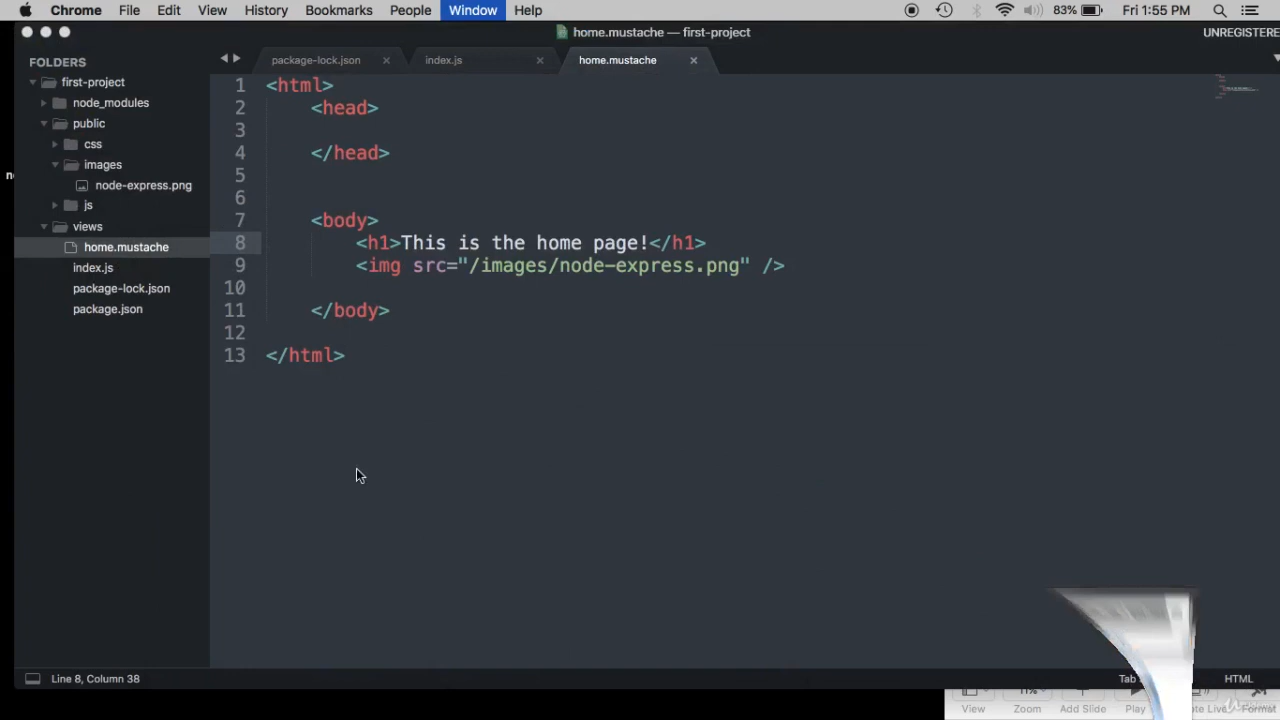 Chrome File Edit View History Bookmarks People Window Help 83% Fri 1:55 PM
home.mustache — first-project UNREGISTERE
FOLDERS
first-project
node_modules
public
css
images
node-express.png
js
views
home.mustache
index.js
package-lock.json
package.json
package-lock.json index.js home.mustache
1 <html>
2 <head>
3
4 </head>
5
6
7 <body>
8 <h1>This is the home page!</h1>
9 <img src="/images/node-express.png" />
10
11 </body>
12
13 </html>
Line 8, Column 38 Tab HTML
View Zoom Add Slide Play Format